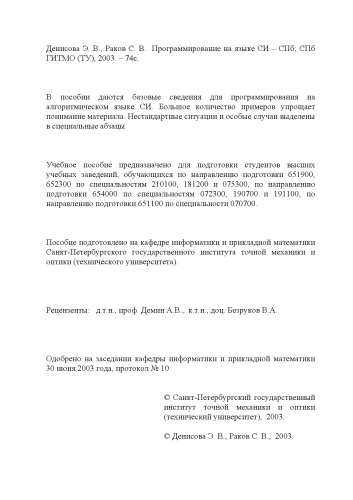 Денисова Э. В., Раков С. В. Программирование на языке СИ – СПб; СПб
ГИТМО (ТУ), 2003. – 74с.
В пособии даются базовые сведения для программирования на
алгоритмическом языке СИ. Большое количество примеров упрощает
понимание материала. Нестандартные ситуации и особые случаи выделены
в специальные абзацы.
Учебное пособие предназначено для подготовки студентов высших
учебных заведений, обучающихся по направлению подготовки 651900,
652300 по специальностям 210100, 181200 и 075300, по направлению
подготовки 654000 по специальностям 072300, 190700 и 191100, по
направлению подготовки 651100 по специальности 070700.
Пособие подготовлено на кафедре информатики и прикладной математики
Санкт-Петербургского государственного института точной механики и
оптики (технического университета).
Рецензенты: д.т.н., проф. Демин А.В., к.т.н., доц. Безруков В.А.
Одобрено на заседании кафедры информатики и прикладной математики
30 июня 2003 года, протокол № 10
© Санкт-Петербургский государственный
институт точной механики и оптики
(технический университет), 2003.
© Денисова Э. В., Раков С. В., 2003.